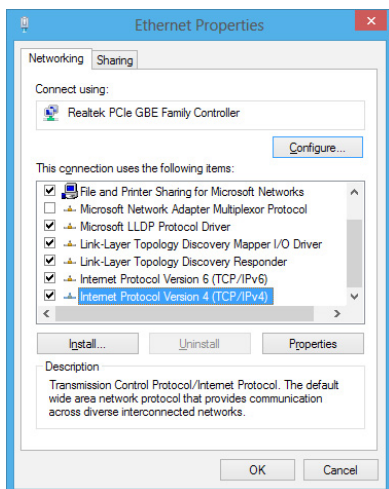 Ethernet Properties
Networking
Sharing
Connect using:
Realtek PCIe GBE Family Controller
Configure...
This connection uses the following items:
File and Printer Sharing for Microsoft Networks
Microsoft Network Adapter Multiplexor Protocol
Microsoft LLDP Protocol Driver
Link-Layer Topology Discovery Mapper I/O Driver
Link-Layer Topology Discovery Responder
Internet Protocol Version 6 (TCP/IPv6)
Internet Protocol Version 4 (TCP/IPv4)
Install...
Uninstall
Properties
Description
Transmission Control Protocol/Internet Protocol. The default
wide area network protocol that provides communication
across diverse interconnected networks.
OK
Cancel